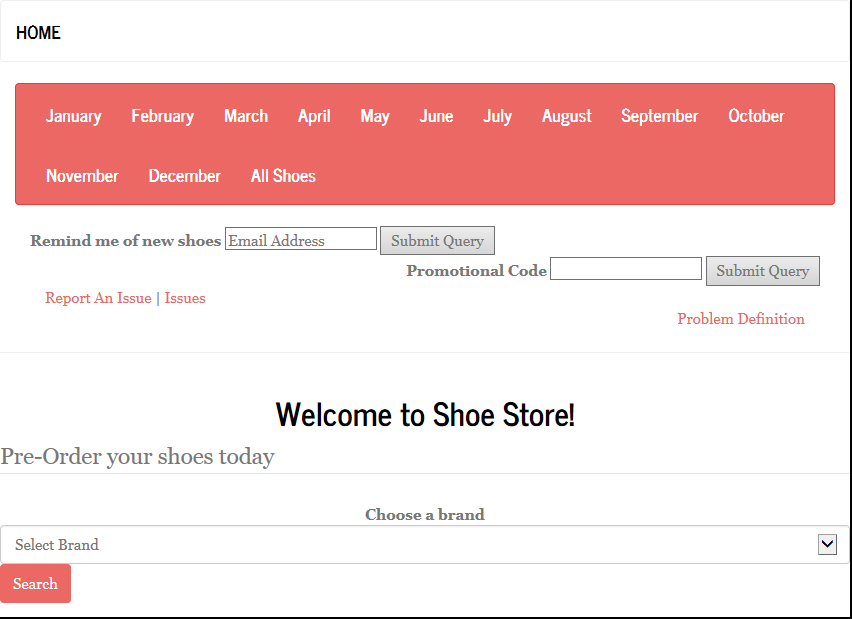 HOME
January February March April May June July August September October
November December All Shoes
Remind me of new shoes Email Address Submit Query
Promotional Code Submit Query
Report An Issue | Issues
Problem Definition
Welcome to Shoe Store!
Pre-Order your shoes today
Choose a brand
Select Brand
Search